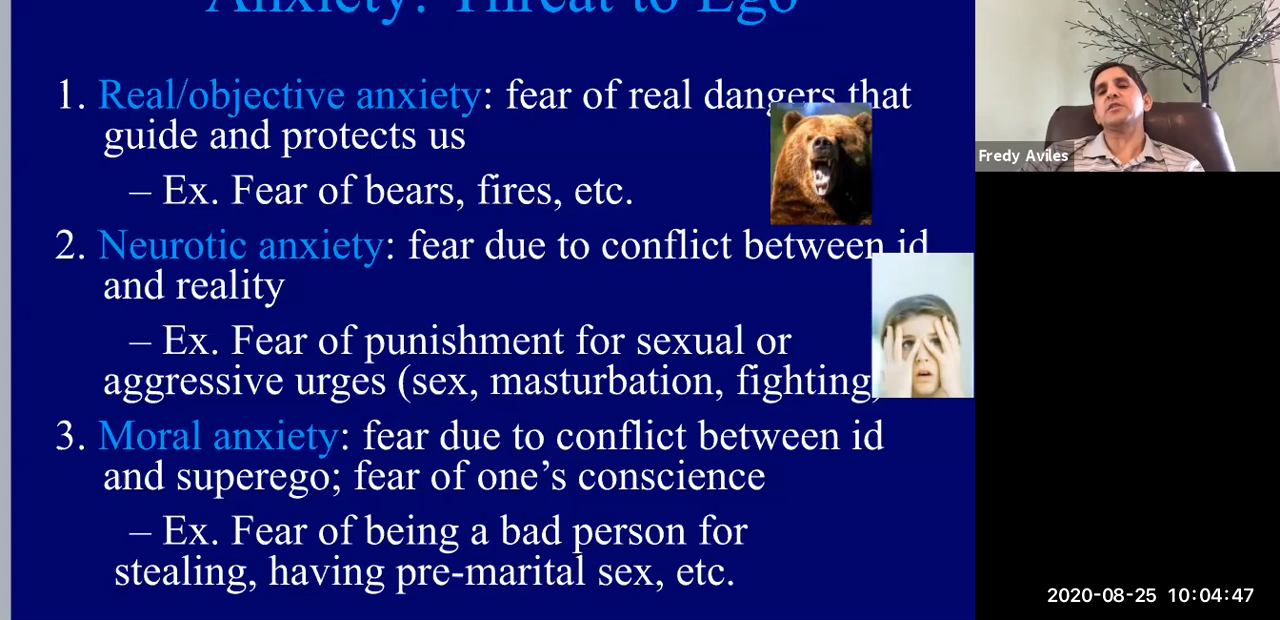 Anxiety: Threat to Ego
1. Real/objective anxiety: fear of real dangers that
guide and protects us
– Ex. Fear of bears, fires, etc.
2. Neurotic anxiety: fear due to conflict between id
and reality
– Ex. Fear of punishment for sexual or
aggressive urges (sex, masturbation, fighting,
3. Moral anxiety: fear due to conflict between id
and superego; fear of one’s conscience
– Ex. Fear of being a bad person for
stealing, having pre-marital sex, etc.
Fredy Aviles
2020-08-25 10:04:47